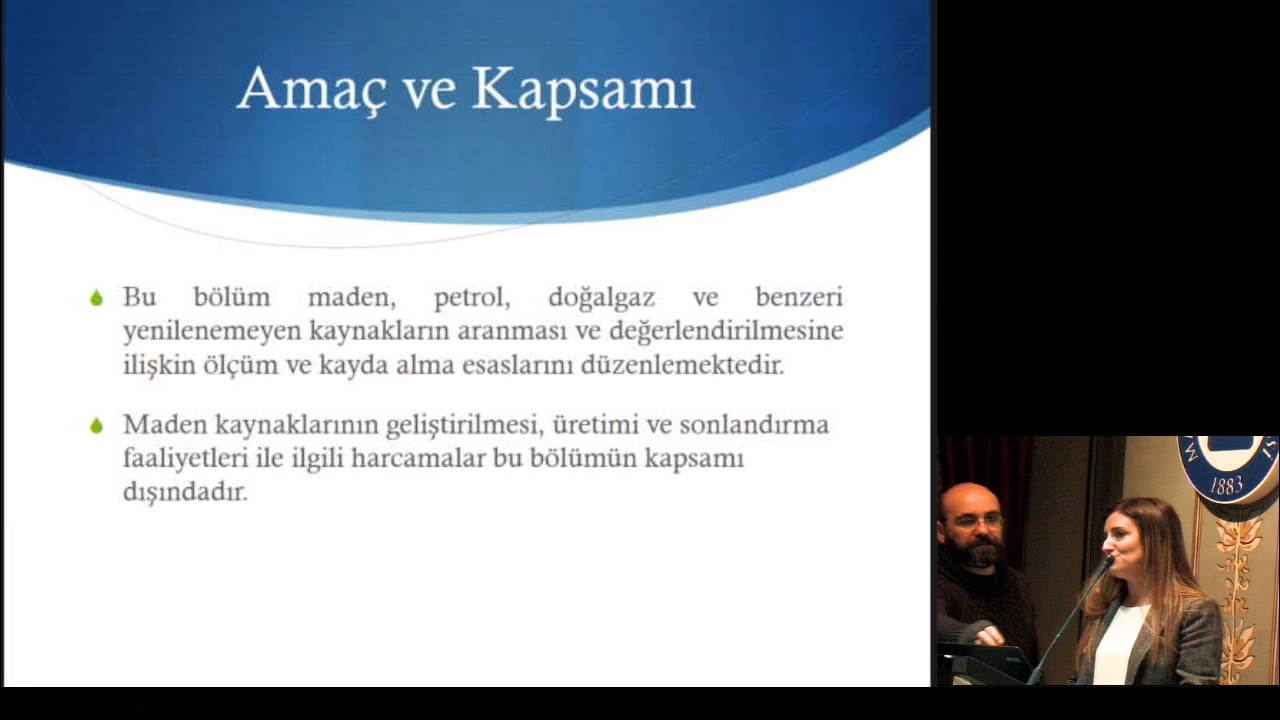 Amaç ve Kapsamı
Bu bölüm maden, petrol, doğalgaz ve benzeri
yenilenemeyen kaynakların aranması ve değerlendirilmesine
ilişkin ölçüm ve kayda alma esaslarını düzenlemektedir.
Maden kaynaklarının geliştirilmesi, üretimi ve sonlandırma
faaliyetleri ile ilgili harcamalar bu bölümün kapsamı
dışındadır.
1883